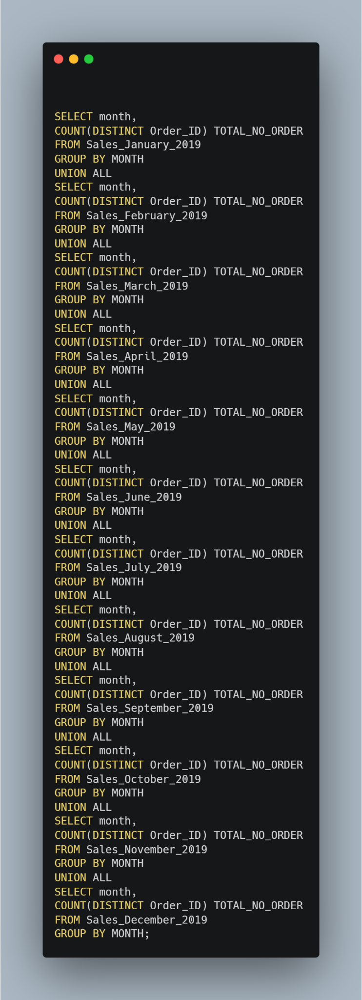 SELECT month,
COUNT(DISTINCT Order_ID) TOTAL_NO_ORDER
FROM Sales_January_2019
GROUP BY MONTH
UNION ALL
SELECT month,
COUNT(DISTINCT Order_ID) TOTAL_NO_ORDER
FROM Sales_February_2019
GROUP BY MONTH
UNION ALL
SELECT month,
COUNT(DISTINCT Order_ID) TOTAL_NO_ORDER
FROM Sales_March_2019
GROUP BY MONTH
UNION ALL
SELECT month,
COUNT(DISTINCT Order_ID) TOTAL_NO_ORDER
FROM Sales_April_2019
GROUP BY MONTH
UNION ALL
SELECT month,
COUNT(DISTINCT Order_ID) TOTAL_NO_ORDER
FROM Sales_May_2019
GROUP BY MONTH
UNION ALL
SELECT month,
COUNT(DISTINCT Order_ID) TOTAL_NO_ORDER
FROM Sales_June_2019
GROUP BY MONTH
UNION ALL
SELECT month,
COUNT(DISTINCT Order_ID) TOTAL_NO_ORDER
FROM Sales_July_2019
GROUP BY MONTH
UNION ALL
SELECT month,
COUNT(DISTINCT Order_ID) TOTAL_NO_ORDER
FROM Sales_August_2019
GROUP BY MONTH
UNION ALL
SELECT month,
COUNT(DISTINCT Order_ID) TOTAL_NO_ORDER
FROM Sales_September_2019
GROUP BY MONTH
UNION ALL
SELECT month,
COUNT(DISTINCT Order_ID) TOTAL_NO_ORDER
FROM Sales_October_2019
GROUP BY MONTH
UNION ALL
SELECT month,
COUNT(DISTINCT Order_ID) TOTAL_NO_ORDER
FROM Sales_November_2019
GROUP BY MONTH
UNION ALL
SELECT month,
COUNT(DISTINCT Order_ID) TOTAL_NO_ORDER
FROM Sales_December_2019
GROUP BY MONTH;